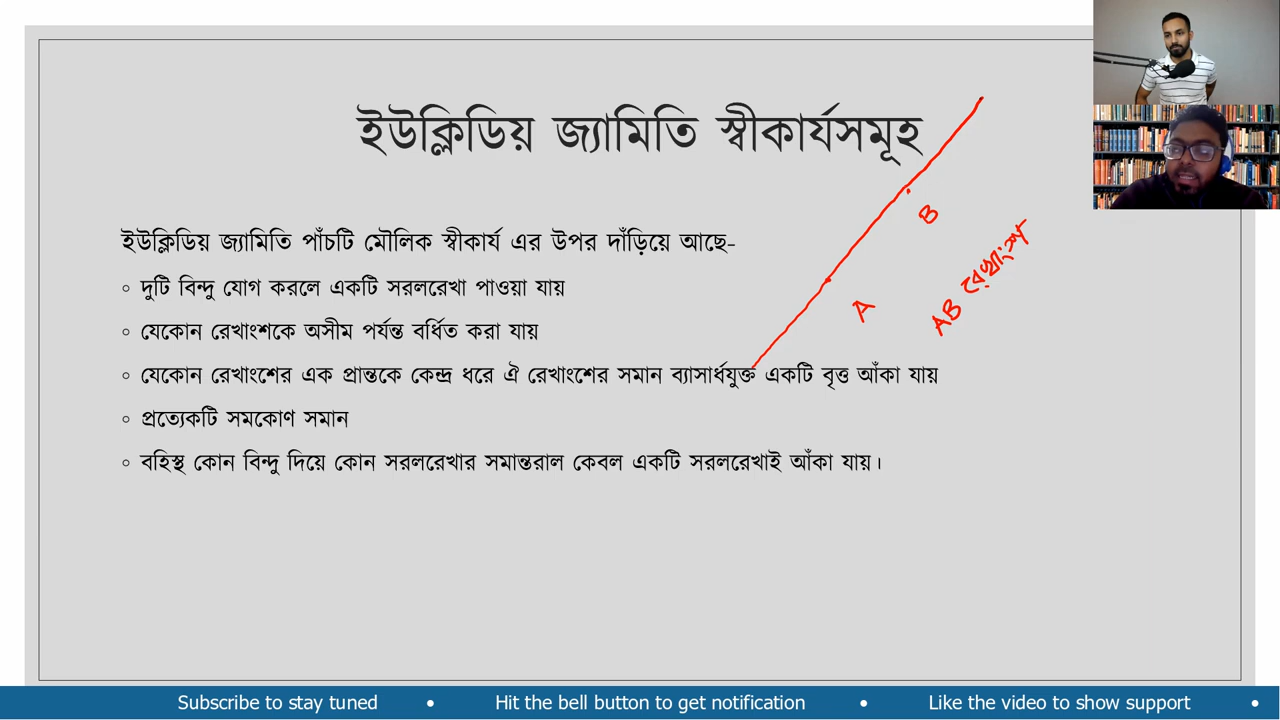 ইউক্লিডিয় জ্যামিতি স্বীকার্যসমূহ
ইউক্লিডিয় জ্যামিতি পাঁচটি মৌলিক স্বীকার্য এর উপর দাঁড়িয়ে আছে-
◦ দুটি বিন্দু যোগ করলে একটি সরলরেখা পাওয়া যায়
◦ যেকোন রেখাংশকে অসীম পর্যন্ত বর্ধিত করা যায়
◦ যেকোন রেখাংশের এক প্রান্তকে কেন্দ্র ধরে ঐ রেখাংশের সমান ব্যাসার্ধযুক্ত একটি বৃত্ত আঁকা যায়
◦ প্রত্যেকটি সমকোণ সমান
◦ বহিস্থ কোন বিন্দু দিয়ে কোন সরলরেখার সমান্তরাল কেবল একটি সরলরেখাই আঁকা যায়।
B
A
AB রেখাংশ
Subscribe to stay tuned • Hit the bell button to get notification • Like the video to show support •